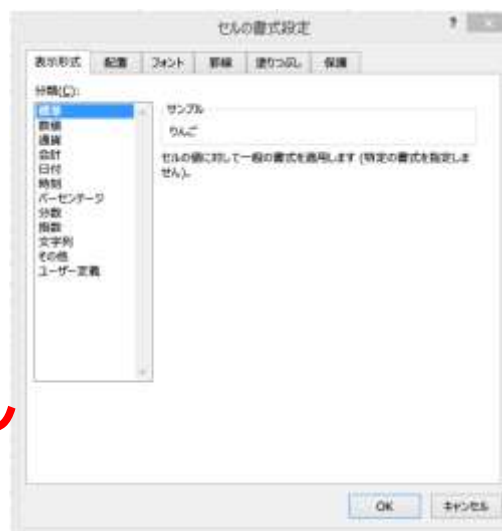 セルの書式設定
?
表示形式 配置 フォント 罫線 塗りつぶし 保護
分類(C):
標準
数値
通貨
会計
日付
時刻
パーセンテージ
分数
指数
文字列
その他
ユーザー定義
サンプル
りんご
セルの値に対して一般の書式を適用します (特定の書式を指定しま
せん)。
OK キャンセル